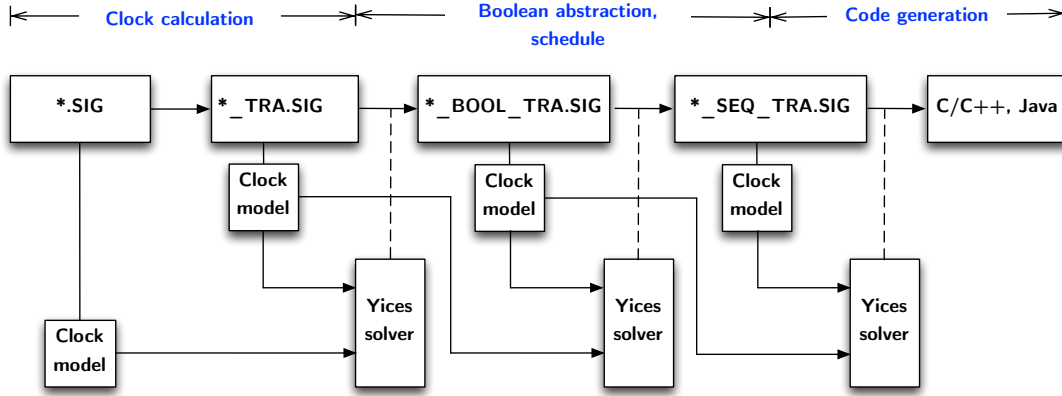 Clock calculation
Boolean abstraction,
schedule
Code generation
*.SIG
*_TRA.SIG
*_BOOL_TRA.SIG
*_SEQ_TRA.SIG
C/C++, Java
Clock
model
Clock
model
Clock
model
Clock
model
Yices
solver
Yices
solver
Yices
solver